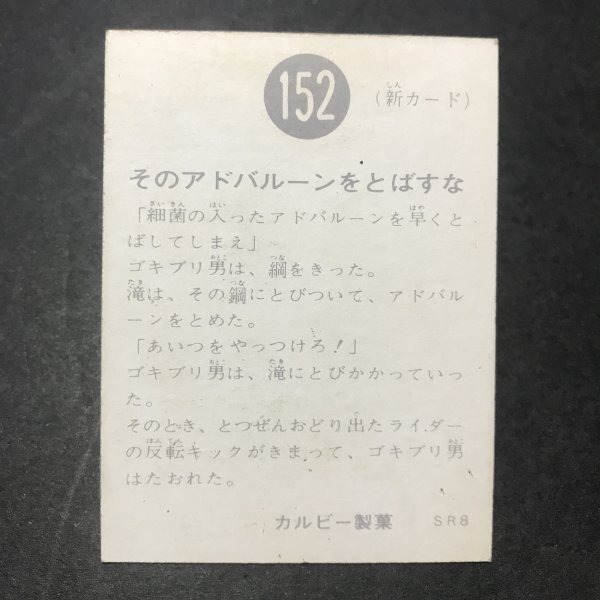 152
(新カード)
そのアドバルーンをとばすな
「細菌の入ったアドバルーンを早くと
ばしてしまえ」
ゴキブリ男は、綱をきった。
滝は、その鋼にとびついて、アドバル
ーンをとめた。
「あいつをやっつけろ!」
ゴキブリ男は、滝にとびかかっていっ
た。
そのとき、とつぜんおどり出たライダー
の反転キックがきまって、ゴキブリ男
はたおれた。
カルビー製菓 SR8